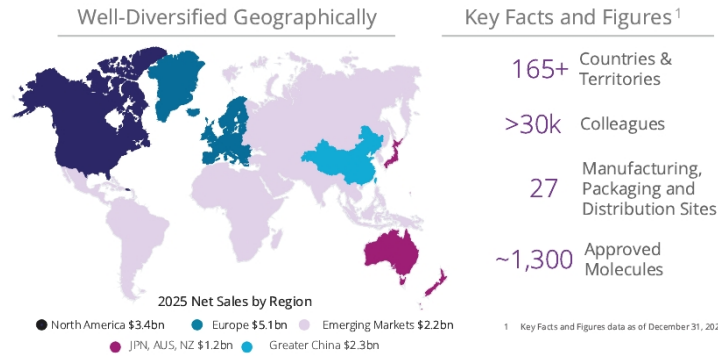 Well-Diversified Geographically
Key Facts and Figures 1
165+ Countries &
Territories
>30k Colleagues
27 Manufacturing,
Packaging and
Distribution Sites
~1,300 Approved
Molecules
2025 Net Sales by Region
North America $3.4bn Europe $5.1bn Emerging Markets $2.2bn
JPN, AUS, NZ $1.2bn Greater China $2.3bn
1 Key Facts and Figures data as of December 31,